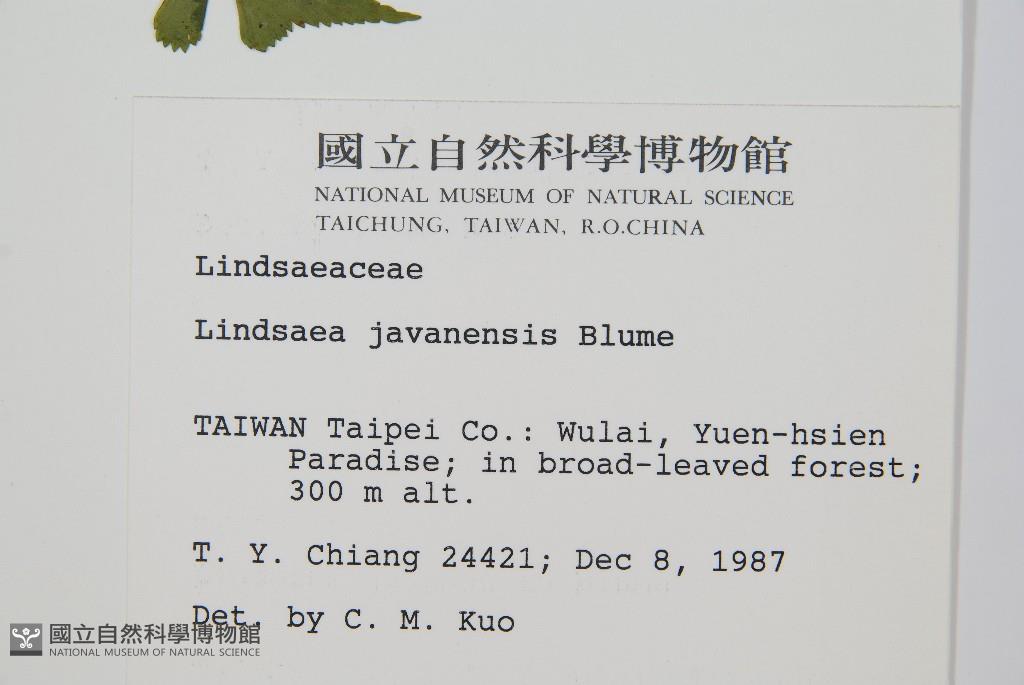 國立自然科學博物館
NATIONAL MUSEUM OF NATURAL SCIENCE
TAICHUNG, TAIWAN, R.O.CHINA
Lindsaeaceae
Lindsaea javanensis Blume
TAIWAN Taipei Co.: Wulai, Yuen-hsien
Paradise; in broad-leaved forest;
300 m alt.
T. Y. Chiang 24421; Dec 8, 1987
Det. by C. M. Kuo
國立自然科學博物館
NATIONAL MUSEUM OF NATURAL SCIENCE